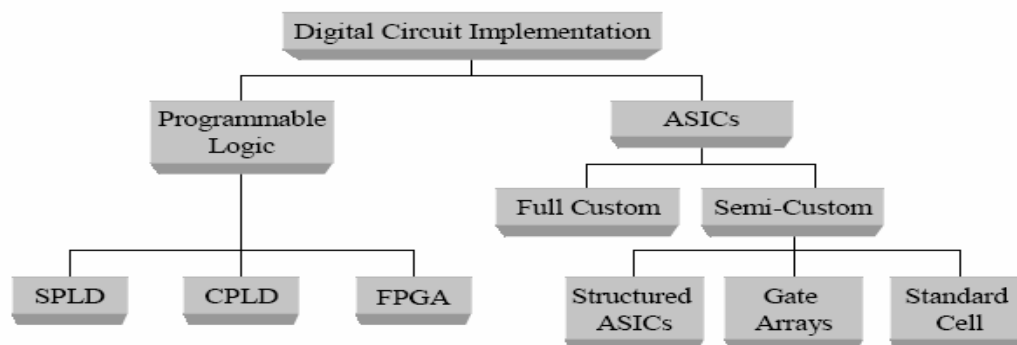 Digital Circuit Implementation
Programmable
Logic
ASICs
Full Custom
Semi-Custom
SPLD
CPLD
FPGA
Structured
ASICs
Gate
Arrays
Standard
Cell